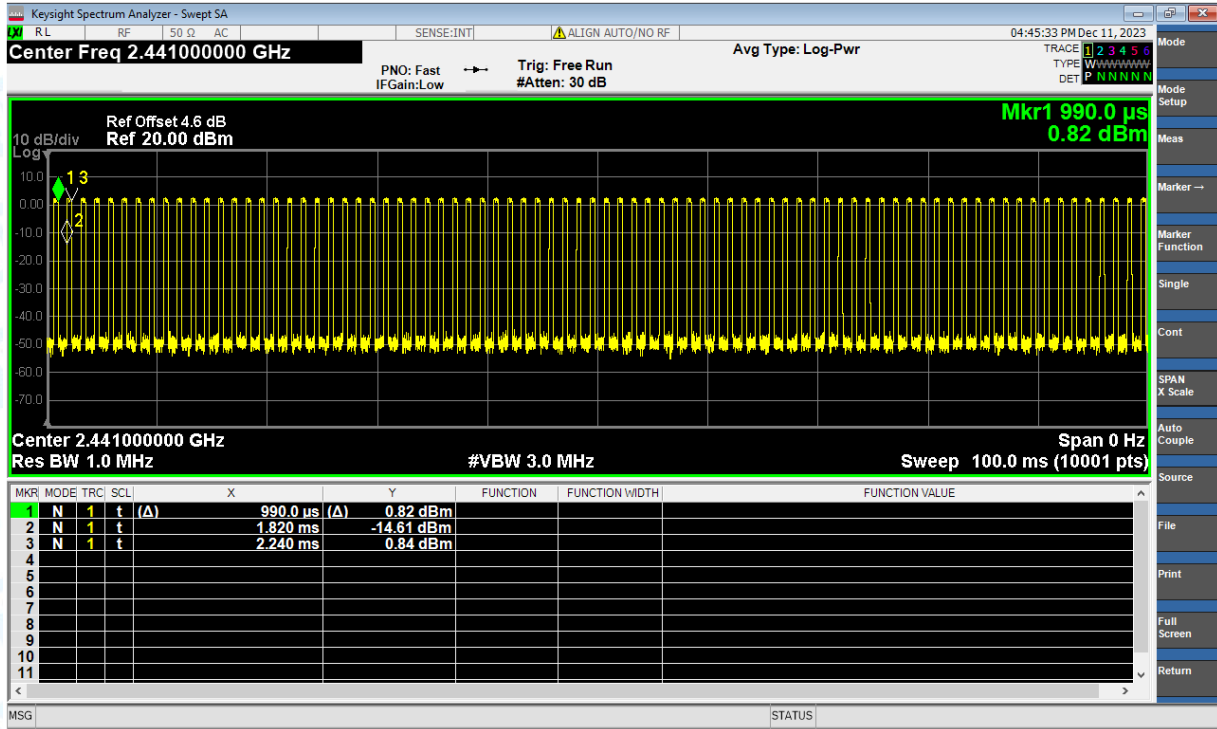 Keysight Spectrum Analyzer - Swept SA
LXI RL RF 50 Ω AC SENSE:INT ALIGN AUTO/NO RF 04:45:33 PM Dec 11, 2023
Center Freq 2.441000000 GHz
Avg Type: Log-Pwr
TRACE 1 2 3 4 5 6
TYPE WWWWWW
DET P N N N N N
PNO: Fast
IFGain:Low
Trig: Free Run
#Atten: 30 dB
Mkr1 990.0 µs
0.82 dBm
Ref Offset 4.6 dB
10 dB/div Ref 20.00 dBm
Log
10.0
0.00
-10.0
-20.0
-30.0
-40.0
-50.0
-60.0
-70.0
1 3
2
Center 2.441000000 GHz Span 0 Hz
Res BW 1.0 MHz #VBW 3.0 MHz Sweep 100.0 ms (10001 pts)
MKR MODE TRC SCL X Y FUNCTION FUNCTION WIDTH FUNCTION VALUE
1 N 1 t (Δ) 990.0 µs (Δ) 0.82 dBm
2 N 1 t 1.820 ms -14.61 dBm
3 N 1 t 2.240 ms 0.84 dBm
4
5
6
7
8
9
10
11
MSG STATUS
Mode
Mode
Setup
Meas
Marker →
Marker
Function
Single
Cont
SPAN
X Scale
Auto
Couple
Source
File
Print
Full
Screen
Return